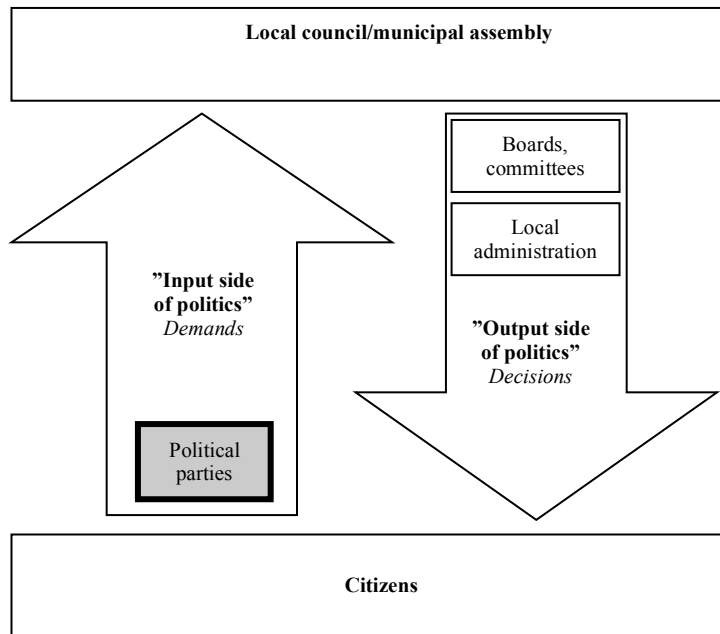 Local council/municipal assembly
Boards,
committees
Local
administration
”Input side
of politics”
Demands
”Output side
of politics”
Decisions
Political
parties
Citizens